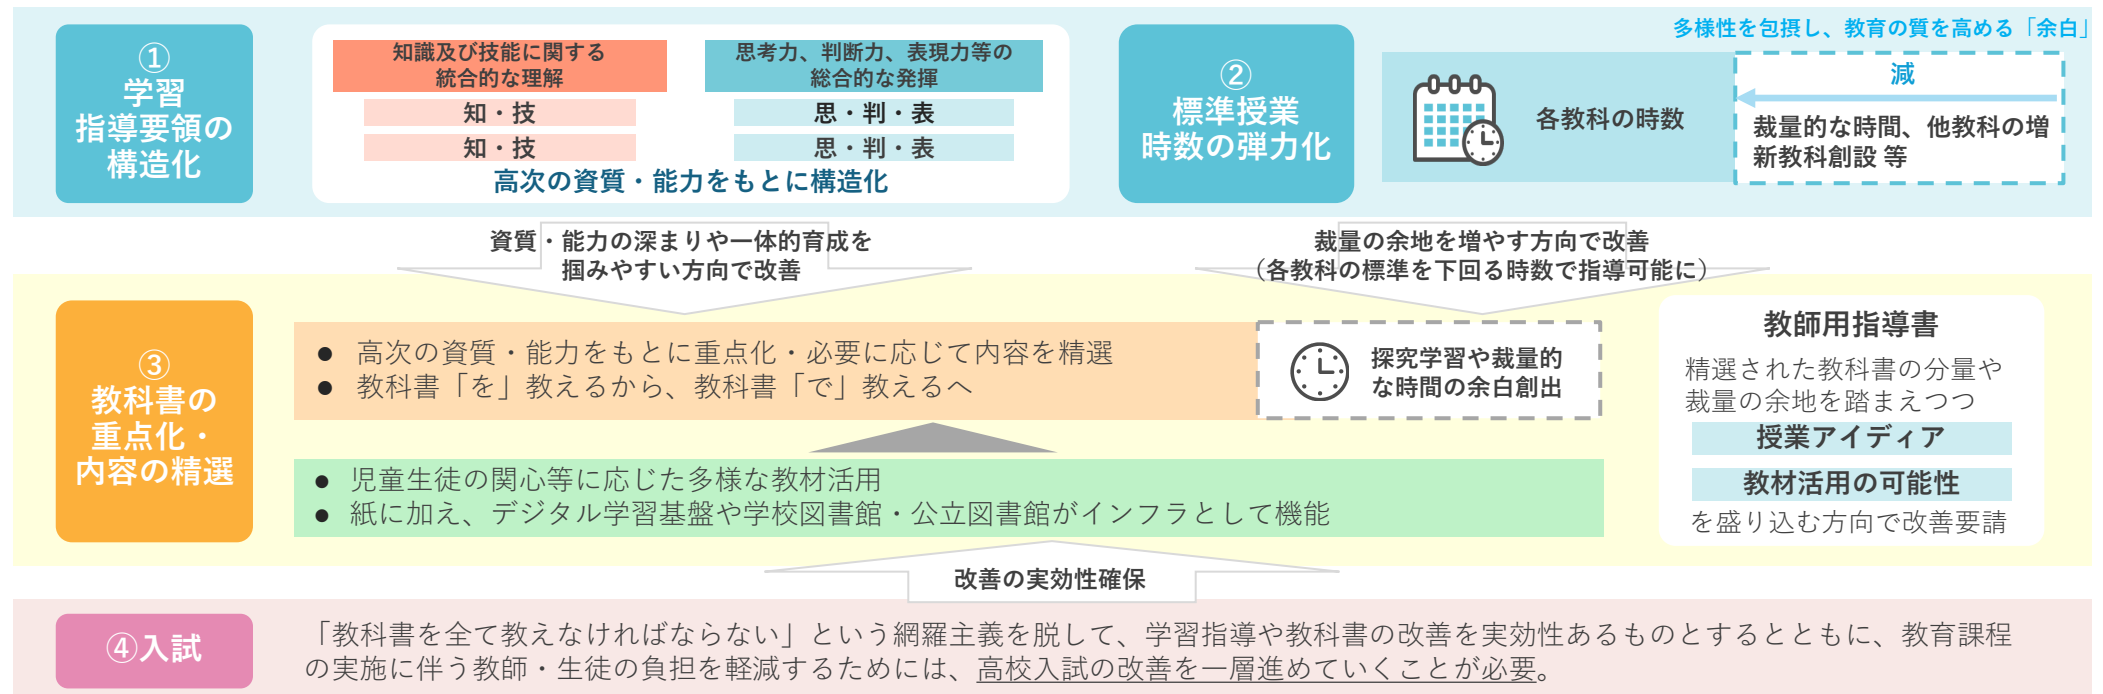 ①
学習
指導要領の
構造化
知識及び技能に関する
統合的な理解
知・技
知・技
思考力、判断力、表現力等の
総合的な発揮
思・判・表
思・判・表
高次の資質・能力をもとに構造化
②
標準授業
時数の弾力化
多様性を包摂し、教育の質を高める「余白」
各教科の時数
減
裁量的な時間、他教科の増
新教科創設 等
資質・能力の深まりや一体的育成を
掴みやすい方向で改善
裁量の余地を増やす方向で改善
（各教科の標準を下回る時数で指導可能に）
③
教科書の
重点化・
内容の精選
● 高次の資質・能力をもとに重点化・必要に応じて内容を精選
● 教科書「を」教えるから、教科書「で」教えるへ
探究学習や裁量的
な時間の余白創出
● 児童生徒の関心等に応じた多様な教材活用
● 紙に加え、デジタル学習基盤や学校図書館・公立図書館がインフラとして機能
教師用指導書
精選された教科書の分量や
裁量の余地を踏まえつつ
授業アイディア
教材活用の可能性
を盛り込む方向で改善要請
改善の実効性確保
④入試
「教科書を全て教えなければならない」という網羅主義を脱して、学習指導や教科書の改善を実効性あるものとするとともに、教育課程
の実施に伴う教師・生徒の負担を軽減するためには、高校入試の改善を一層進めていくことが必要。